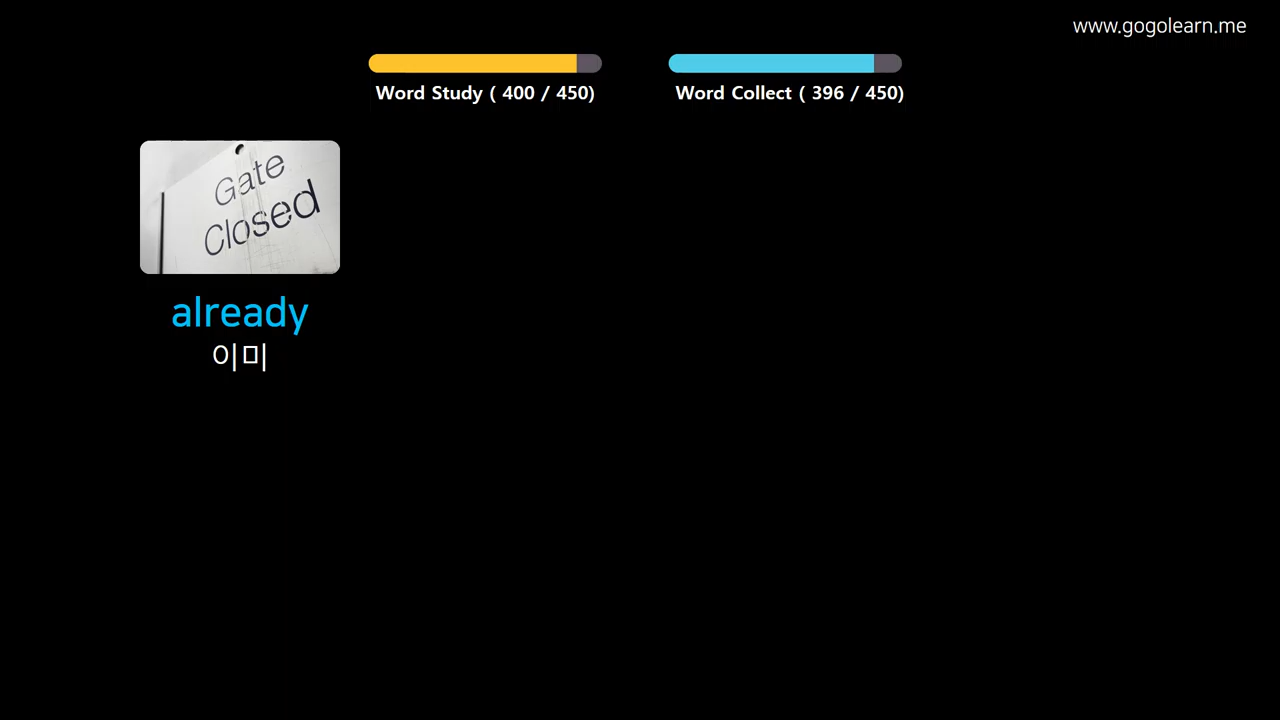 www.gogolearn.me
Word Study ( 400 / 450)
Word Collect ( 396 / 450)
Gate
Closed
already
이미